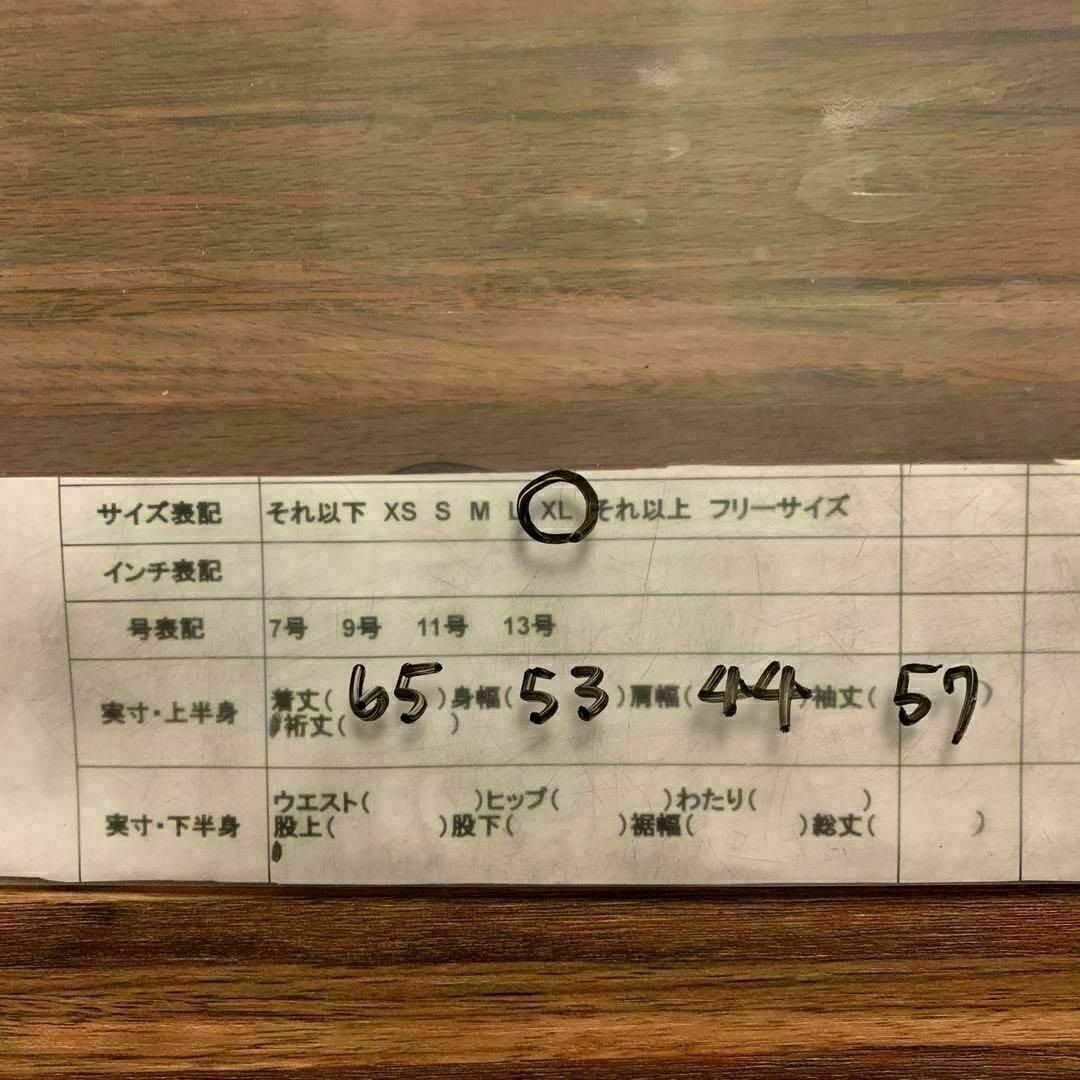 サイズ表記 それ以下 XS S M L XL それ以上 フリーサイズ
インチ表記
号表記 7号 9号 11号 13号
実寸・上半身 着丈( 65 )身幅( 53 )肩幅( 44 )袖丈( 57 )
裄丈( )
実寸・下半身 ウエスト( )ヒップ( )わたり( )
股上( )股下( )裾幅( )総丈( )